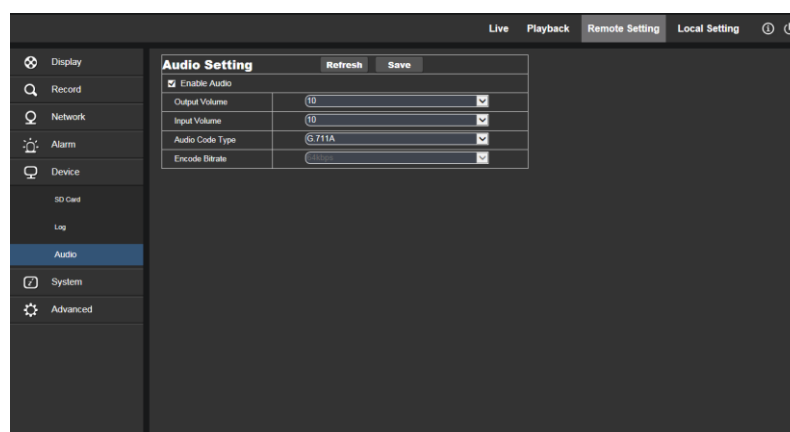 Live Playback Remote Setting Local Setting
Display
Record
Network
Alarm
Device
SD Card
Log
Audio
System
Advanced
Audio Setting Refresh Save
Enable Audio
Output Volume 10
Input Volume 10
Audio Code Type G.711A
Encode Bitrate 64kbps